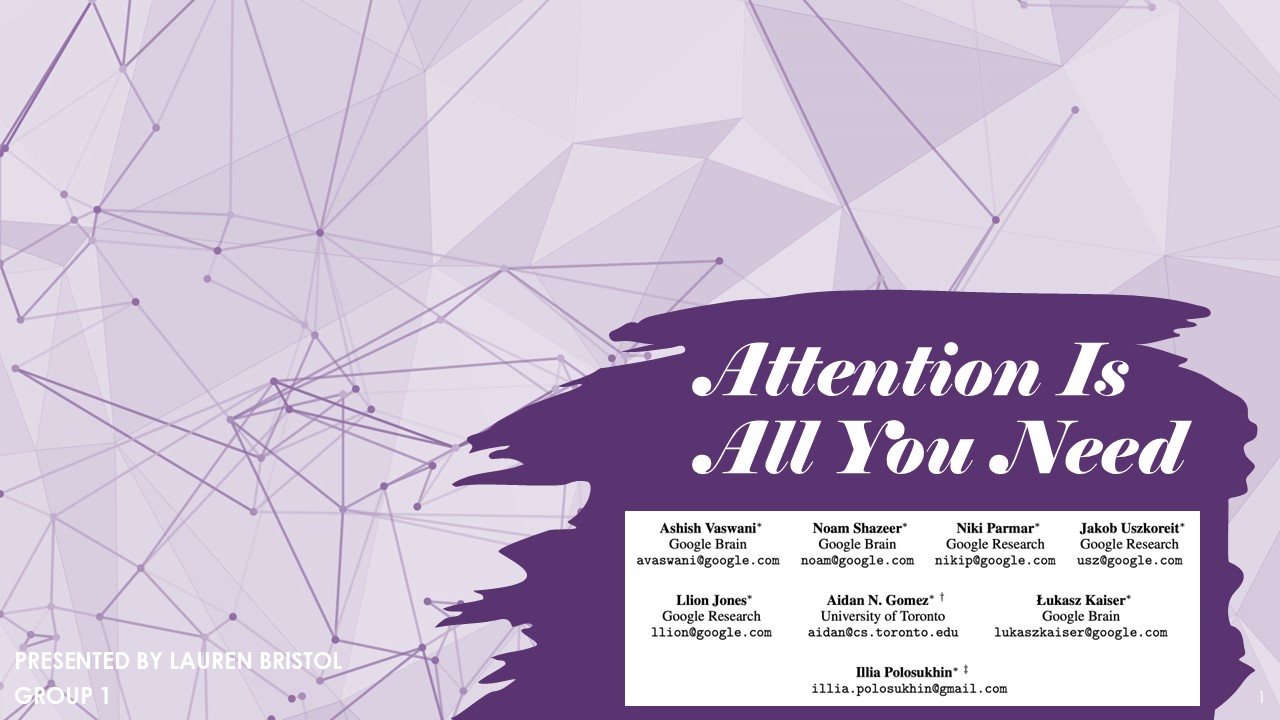 Attention Is
All You Need
Ashish Vaswani* Noam Shazeer* Niki Parmar* Jakob Uszkoreit*
Google Brain Google Brain Google Research Google Research
avaswani@google.com noam@google.com nikip@google.com usz@google.com
Llion Jones* Aidan N. Gomez* † Łukasz Kaiser*
Google Research University of Toronto Google Brain
llion@google.com aidan@cs.toronto.edu lukaszkaiser@google.com
Illia Polosukhin* ‡
illia.polosukhin@gmail.com
PRESENTED BY LAUREN BRISTOL
GROUP 1
1